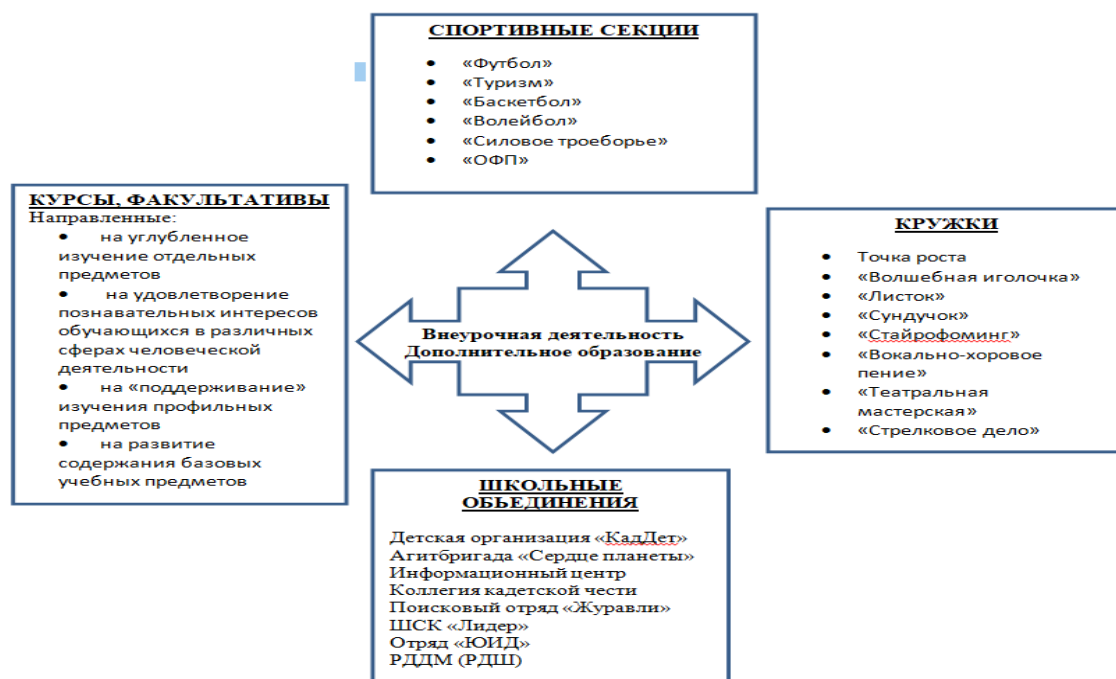 СПОРТИВНЫЕ СЕКЦИИ
• «Футбол»
• «Туризм»
• «Баскетбол»
• «Волейбол»
• «Силовое троеборье»
• «ОФП»
КУРСЫ, ФАКУЛЬТАТИВЫ
Направленные:
• на углубленное
изучение отдельных
предметов
• на удовлетворение
познавательных интересов
обучающихся в различных
сферах человеческой
деятельности
• на «поддерживание»
изучения профильных
предметов
• на развитие
содержания базовых
учебных предметов
Внеурочная деятельность
Дополнительное образование
КРУЖКИ
• Точка роста
• «Волшебная иголочка»
• «Листок»
• «Сундучок»
• «Стайрофоминг»
• «Вокально-хоровое
пение»
• «Театральная
мастерская»
• «Стрелковое дело»
ШКОЛЬНЫЕ
ОБЬЕДИНЕНИЯ
Детская организация «КадДет»
Агитбригада «Сердце планеты»
Информационный центр
Коллегия кадетской чести
Поисковый отряд «Журавли»
ШСК «Лидер»
Отряд «ЮИД»
РДДМ (РДШ)